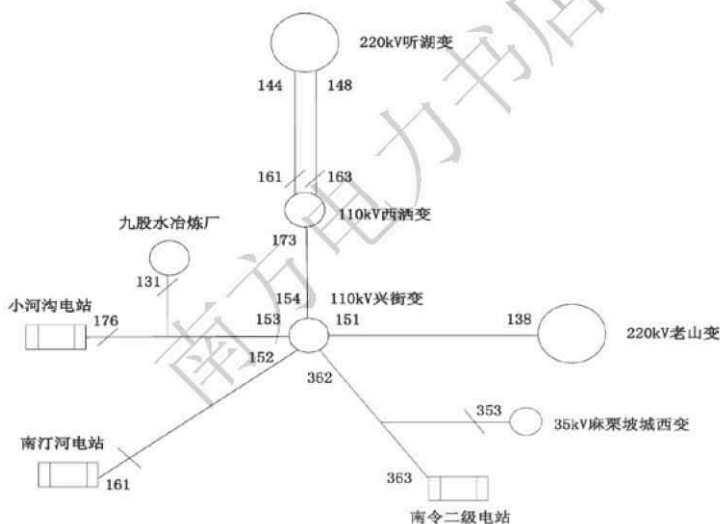 220kV听湖变
144 148
161 163
110kV西洒变
九股水冶炼厂
173
131
小河沟电站
154
110kV兴街变
176
153
151
138
220kV老山变
152
362
353
35kV麻栗坡城西变
南汀河电站
161
363
南令二级电站
南方电力书店